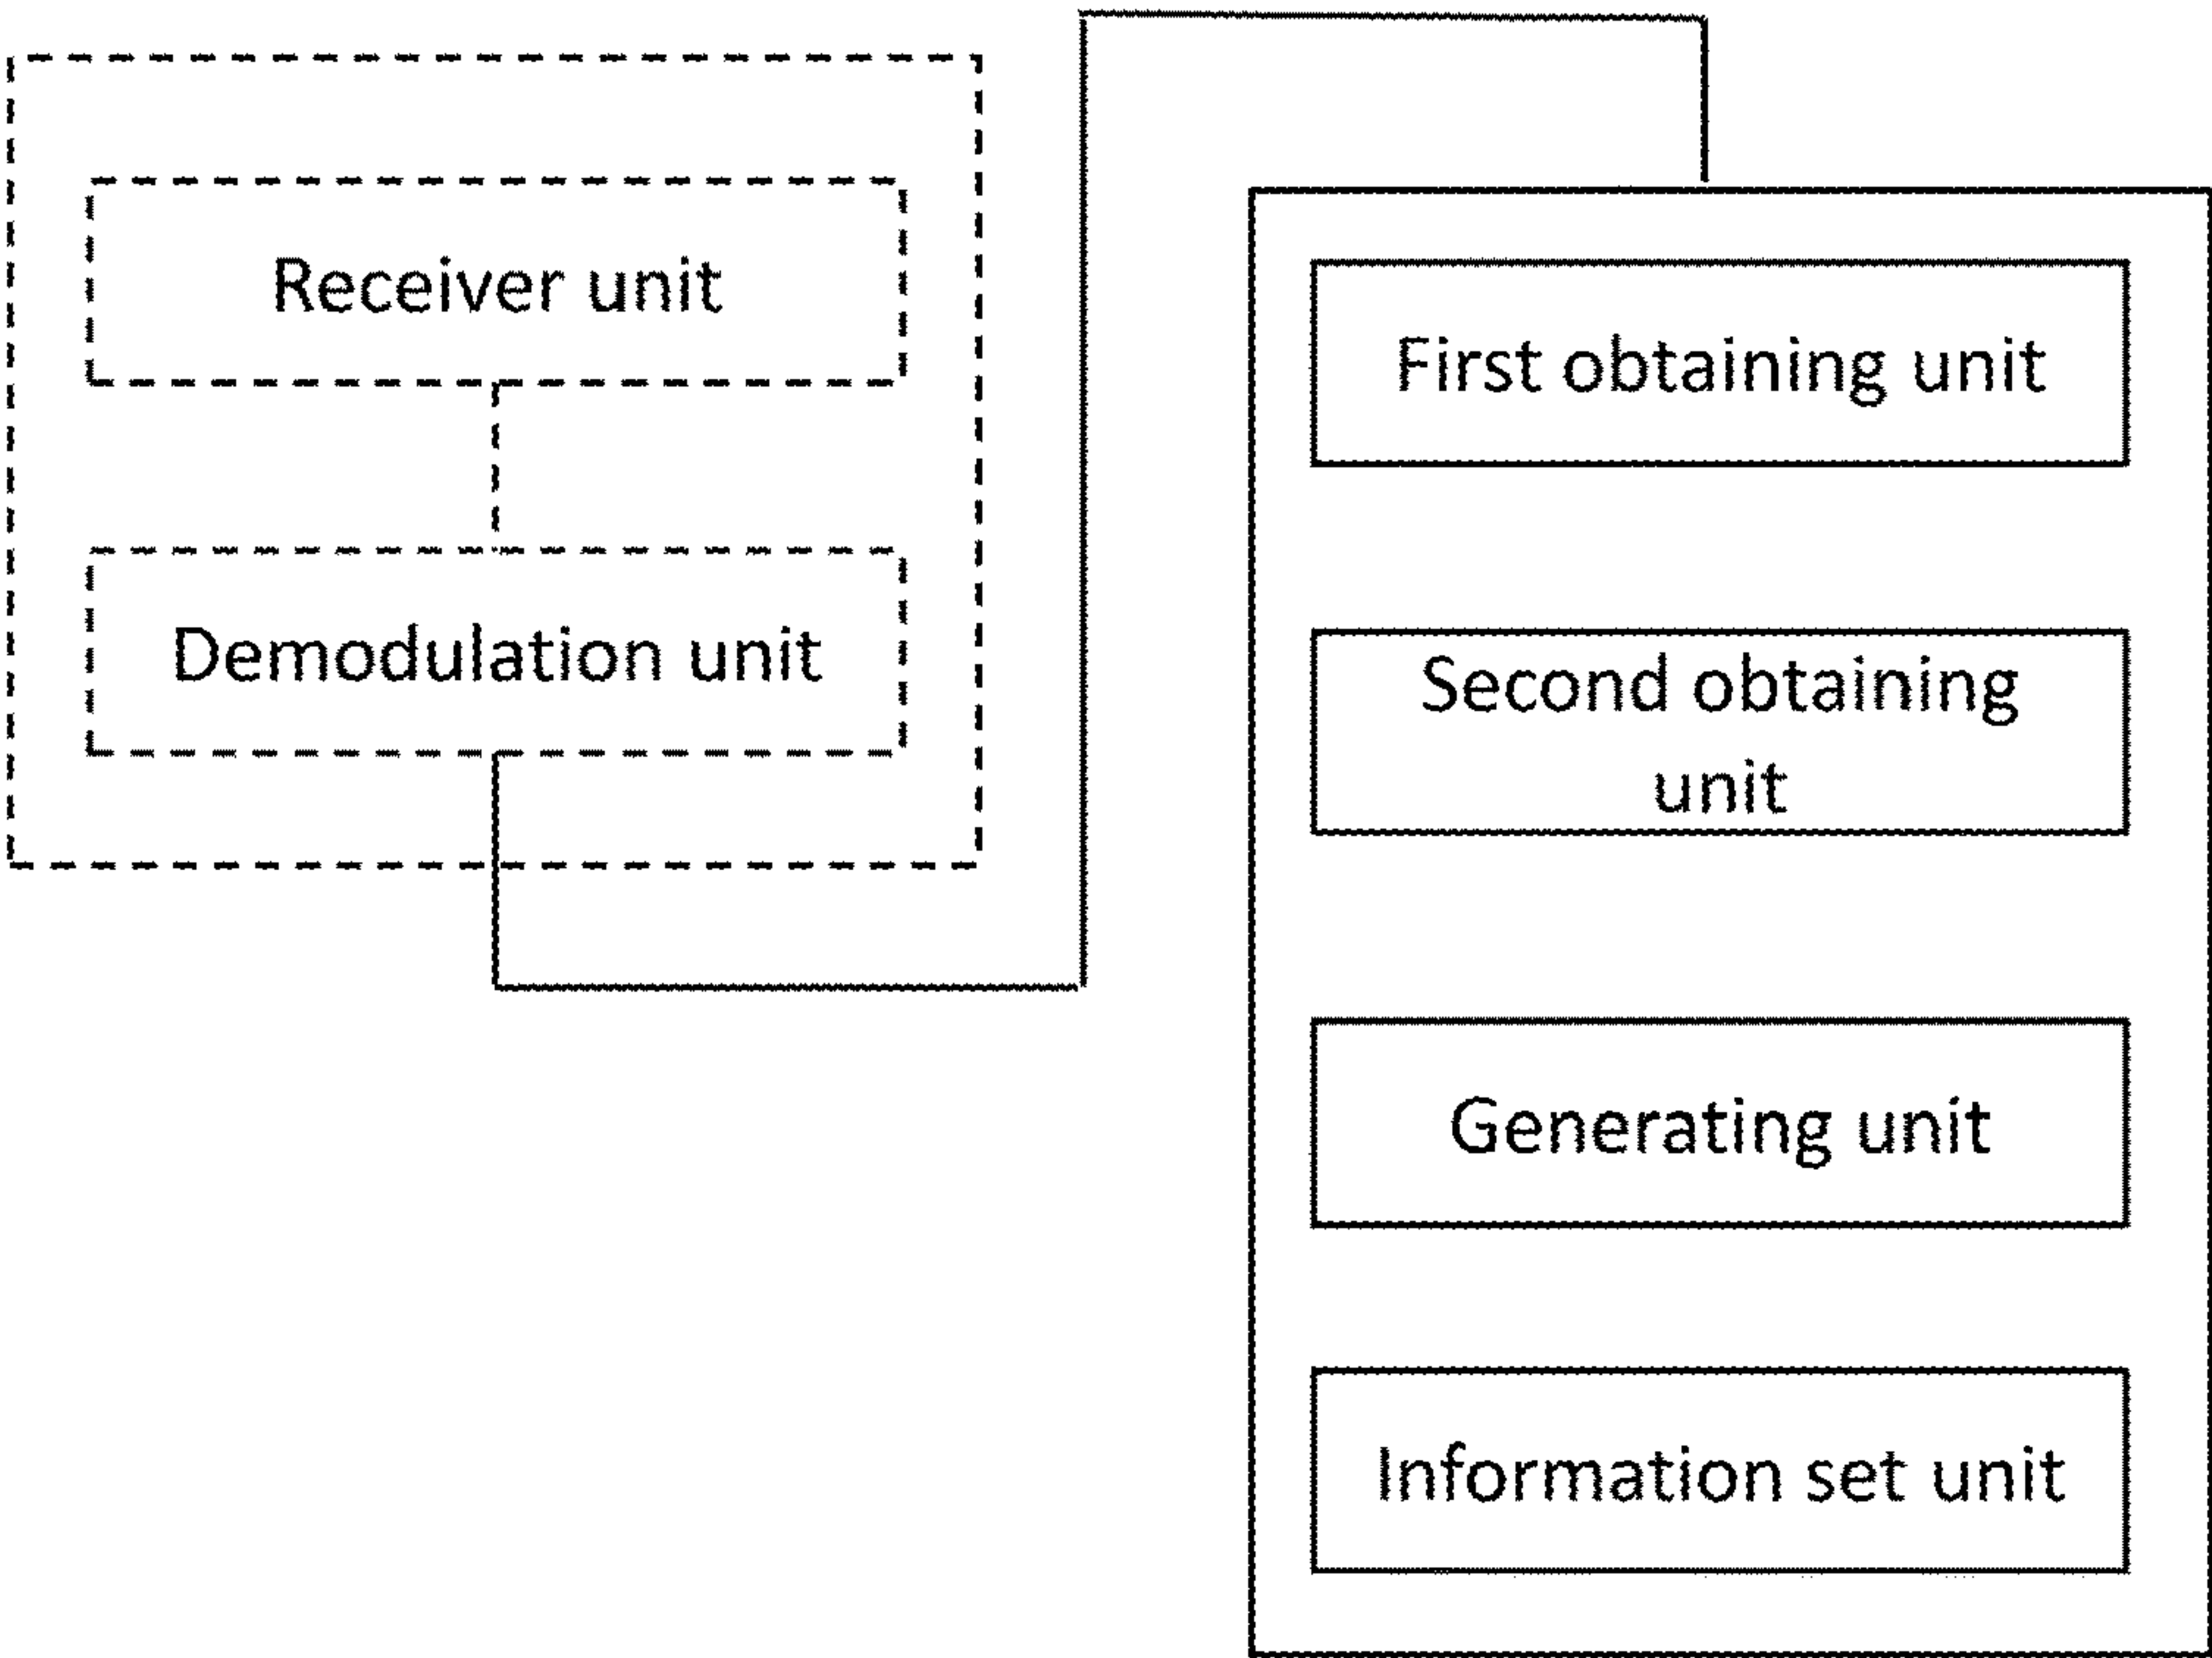 Receiver unit
Demodulation unit
First obtaining unit
Second obtaining
unit
Generating unit
Information set unit